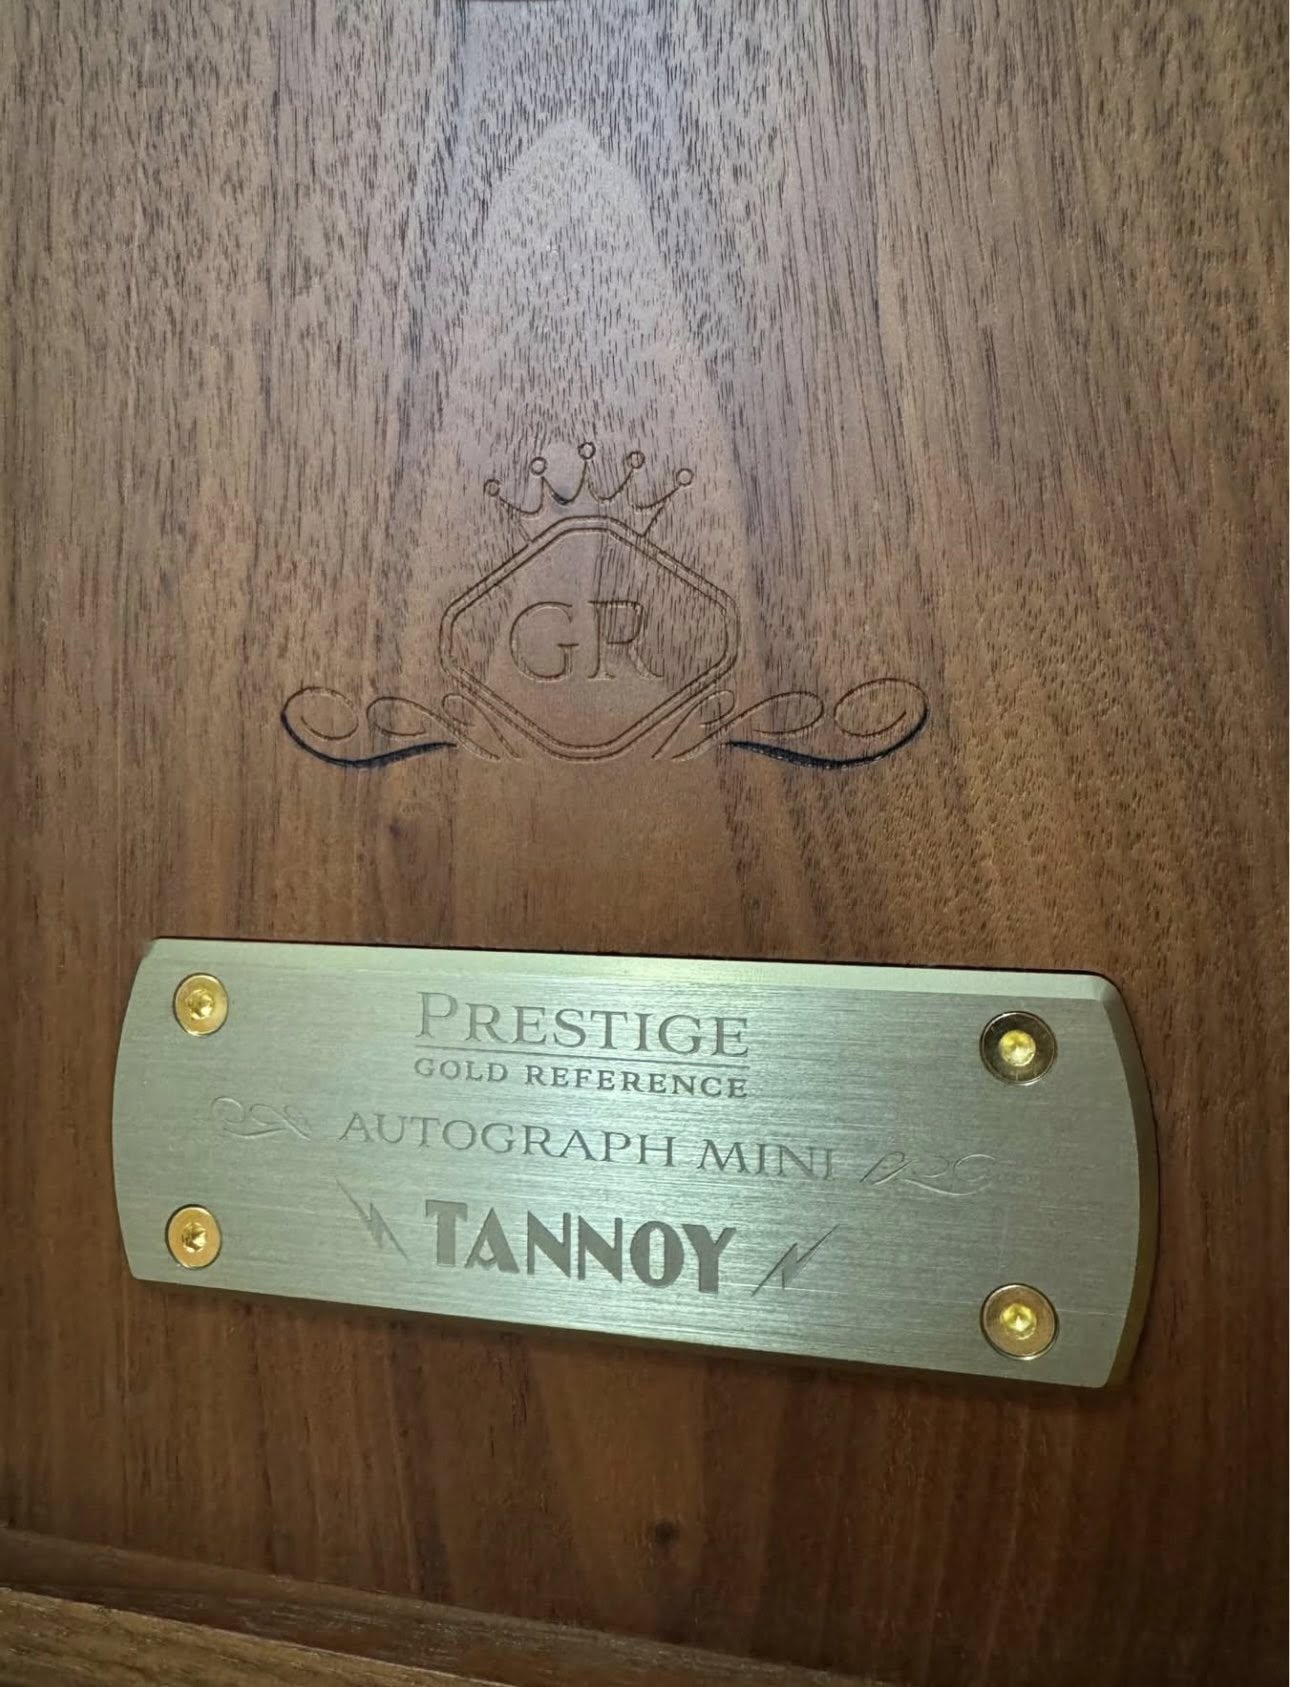 GR
PRESTIGE
GOLD REFERENCE
AUTOGRAPH MINI
TANNOY